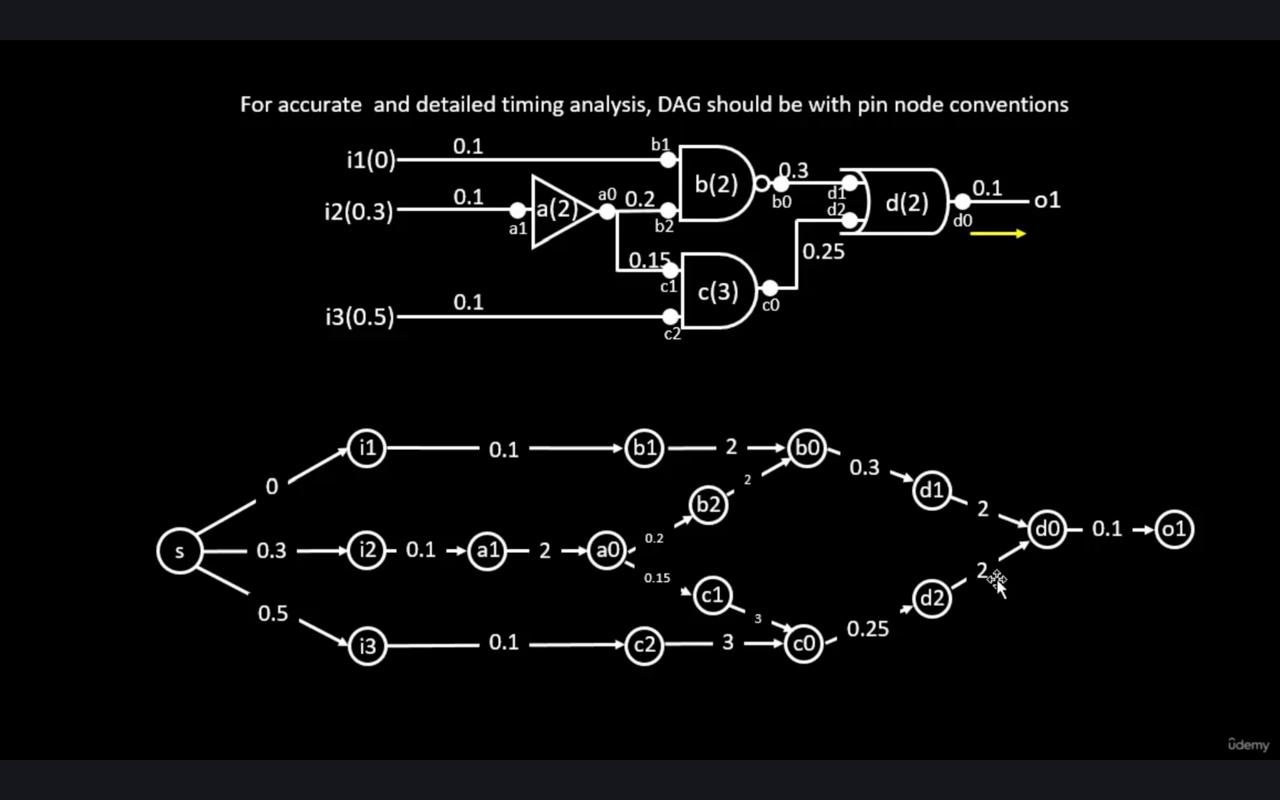 For accurate and detailed timing analysis, DAG should be with pin node conventions
i1(0) 0.1 b1
b(2) 0.3 b0
i2(0.3) 0.1 a1 a(2) a0 0.2 b2
d1 d2 d(2) d0 0.1 o1
0.15 c1 c(3) c0 0.25
i3(0.5) 0.1 c2
0 i1 0.1 b1 2 b0 0.3 d1 2
b2 2
s 0.3 i2 0.1 a1 2 a0 0.2
d0 0.1 o1
0.15 c1 3
d2 2
0.5 i3 0.1 c2 3 c0 0.25
udemy